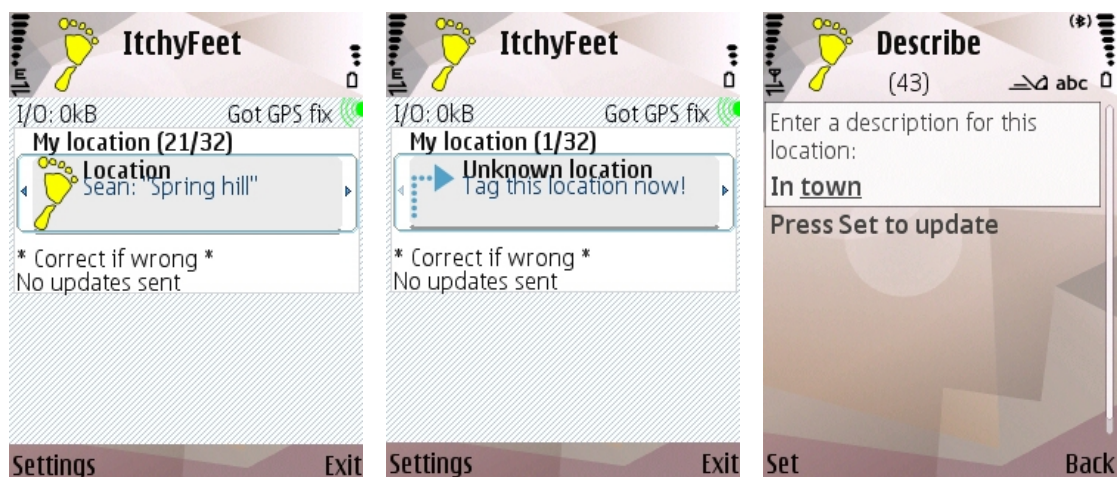 ItchyFeet
E
I/O: 0kB Got GPS fix
My location (21/32)
Location
Sean: "Spring hill"
* Correct if wrong *
No updates sent
Settings Exit
ItchyFeet
E
I/O: 0kB Got GPS fix
My location (1/32)
Unknown location
Tag this location now!
* Correct if wrong *
No updates sent
Settings Exit
Describe
(43) abc
Enter a description for this
location:
In town
Press Set to update
Set Back